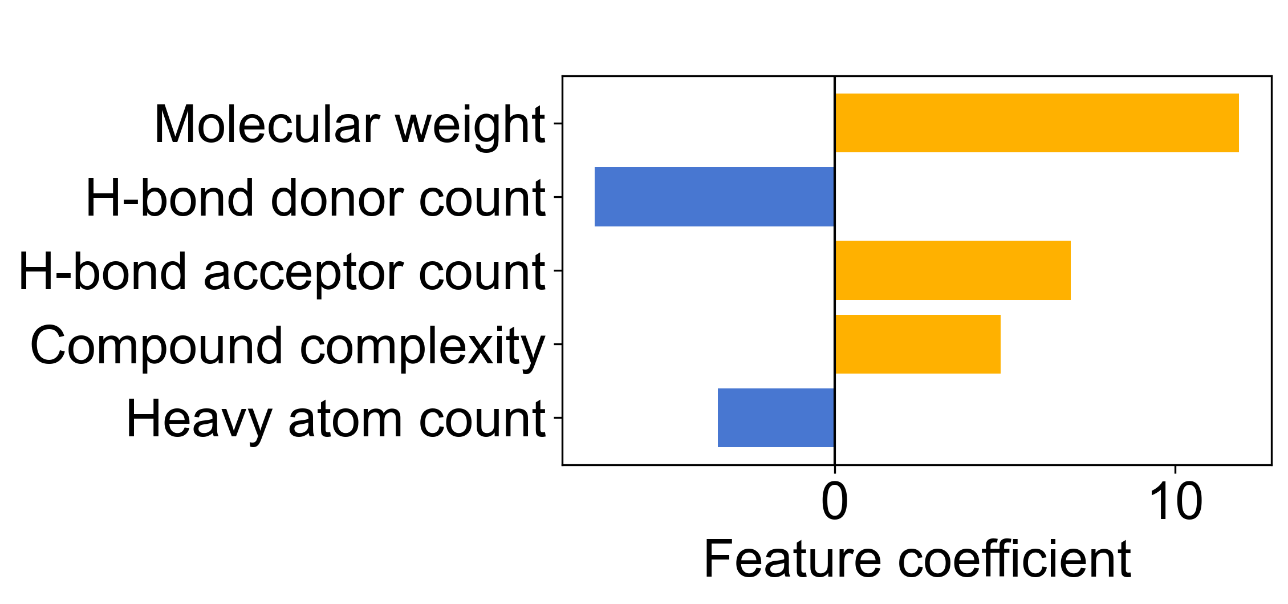 Molecular weight
H-bond donor count
H-bond acceptor count
Compound complexity
Heavy atom count
0 10
Feature coefficient